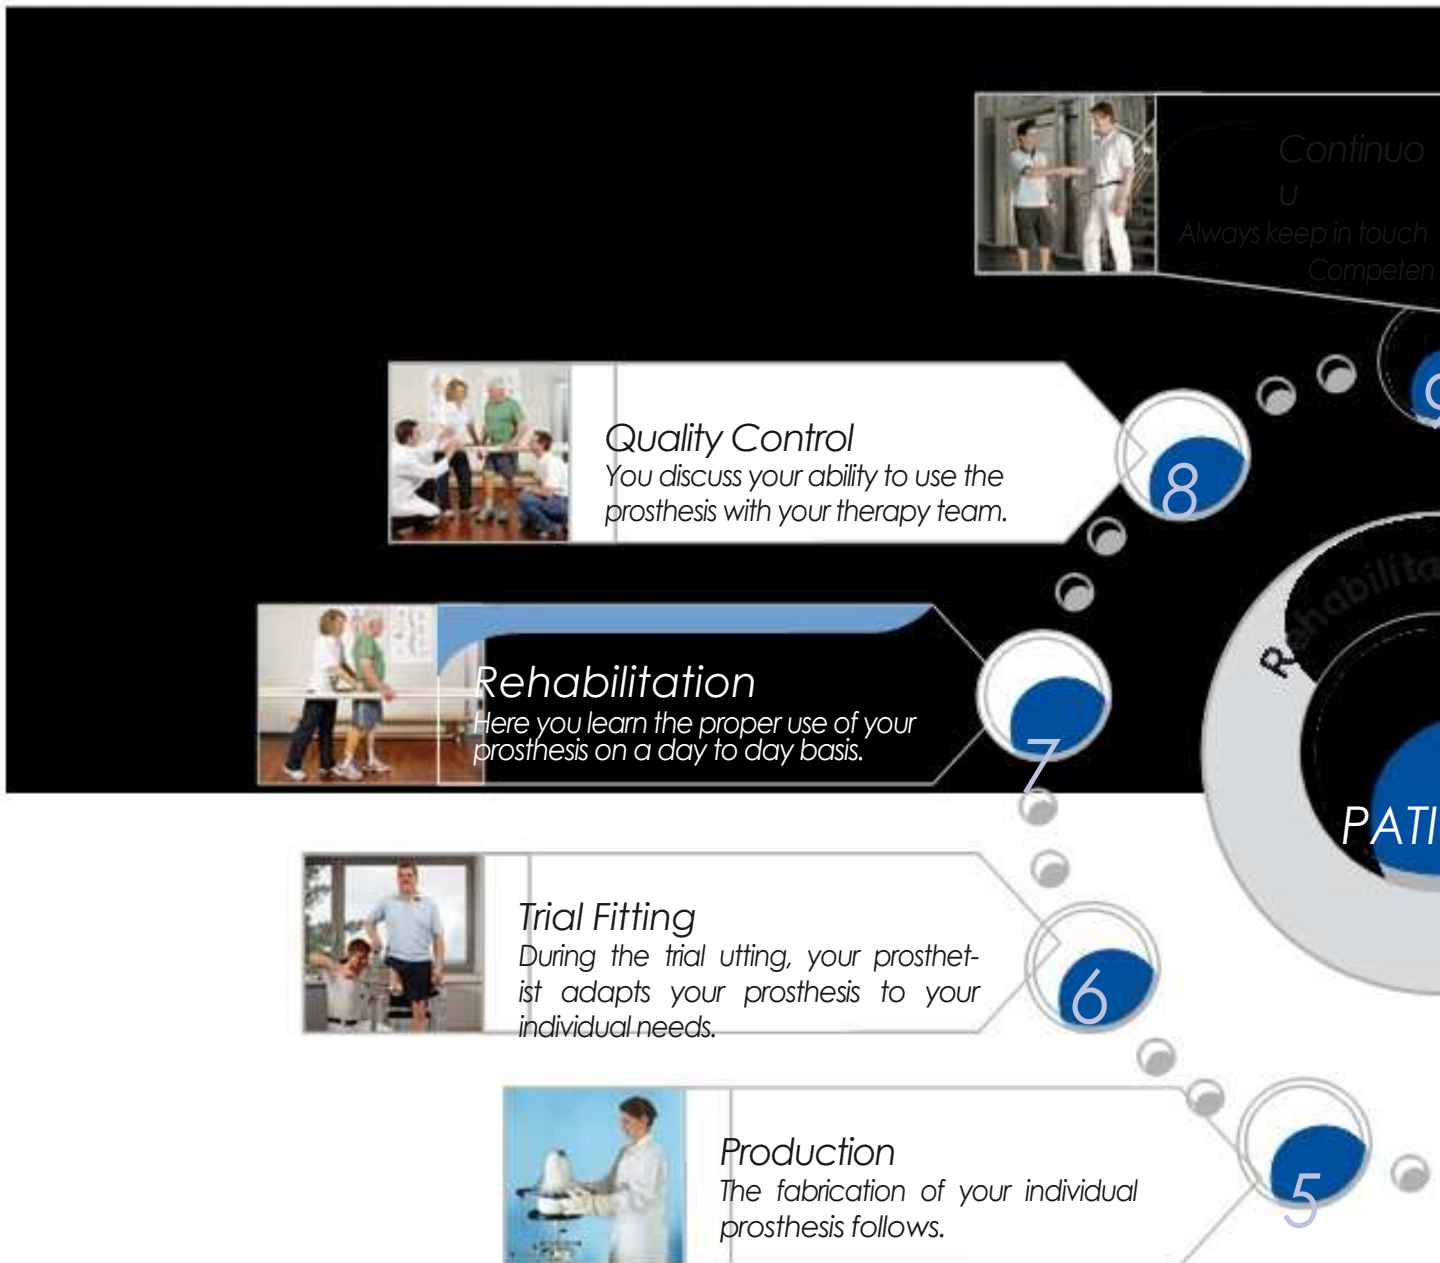 Continuo
u
Always keep in touch
Competen
9
Quality Control
You discuss your ability to use the
prosthesis with your therapy team.
8
Rehabilita
Rehabilitation
Here you learn the proper use of your
prosthesis on a day to day basis.
7
PATI
Trial Fitting
During the trial utting, your prosthet-
ist adapts your prosthesis to your
individual needs.
6
Production
The fabrication of your individual
prosthesis follows.
5